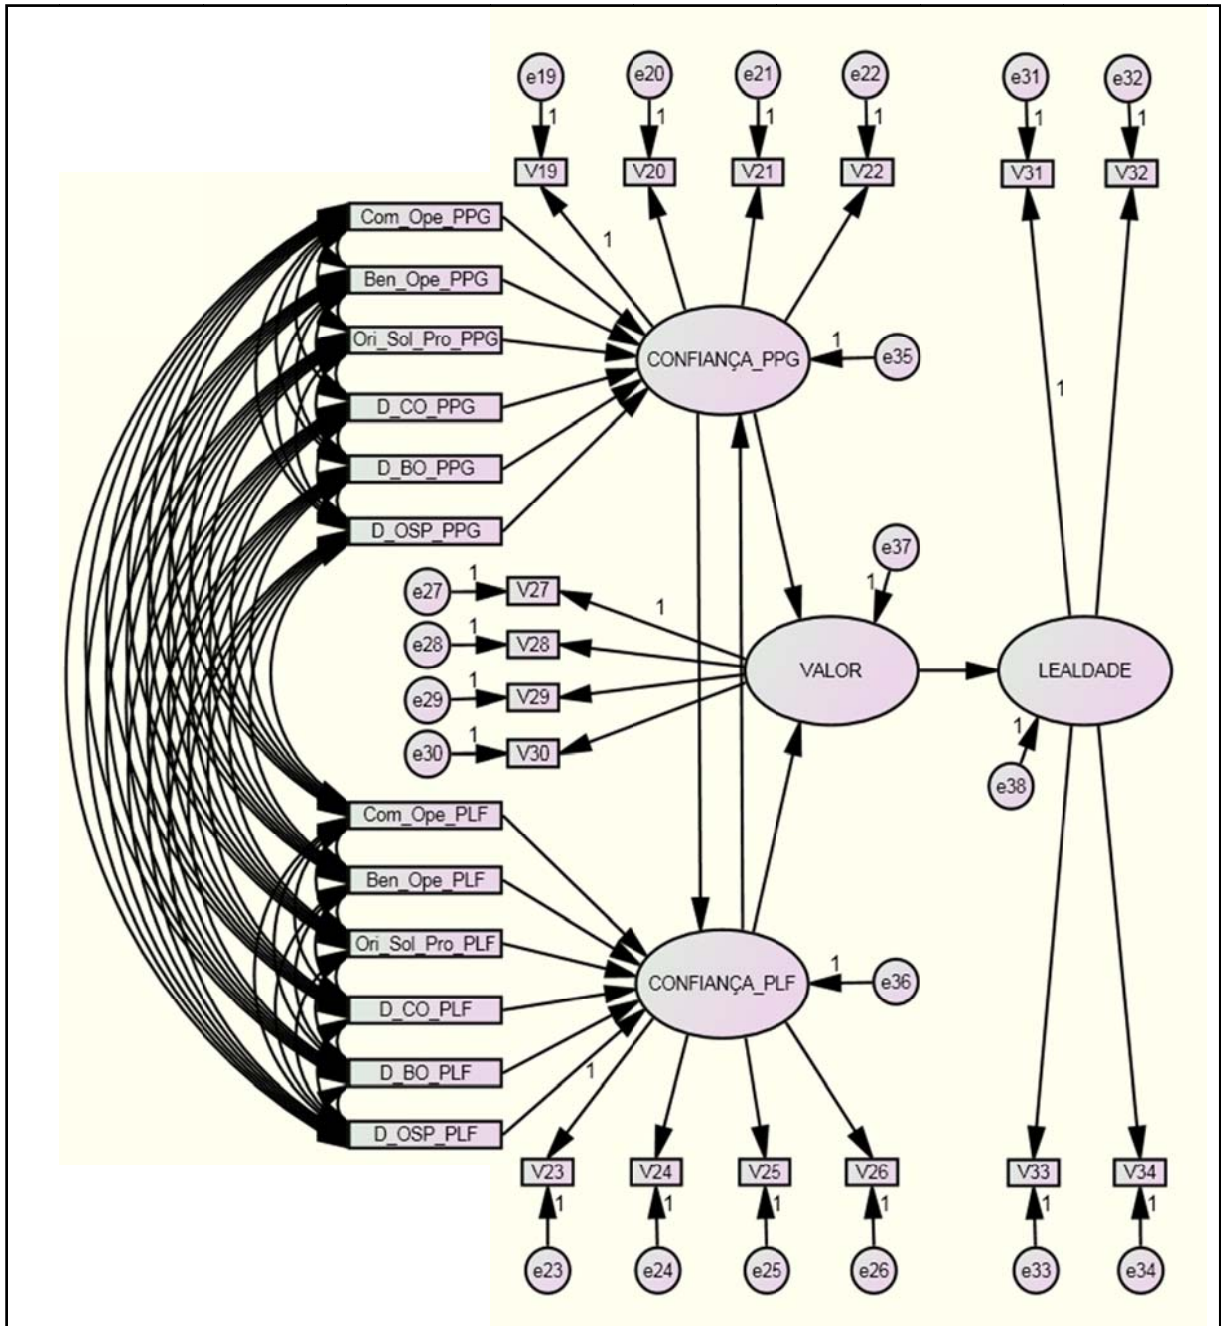 e19 e20 e21 e22 e31 e32
1 1 1 1 1 1
V19 V20 V21 V22 V31 V32
Com_Ope_PPG
1
Ben_Ope_PPG
Ori_Sol_Pro_PPG
CONFIANÇA_PPG 1 e35
1
D_CO_PPG
D_BO_PPG
D_OSP_PPG
e37
1
e27 1 V27 1
e28 1 V28
e29 1 V29
e30 1 V30
VALOR LEALDADE
1
e38
Com_Ope_PLF
Ben_Ope_PLF
Ori_Sol_Pro_PLF
CONFIANÇA_PLF 1 e36
D_CO_PLF
D_BO_PLF
1
D_OSP_PLF
V23 V24 V25 V26 V33 V34
1 1 1 1 1 1
e23 e24 e25 e26 e33 e34